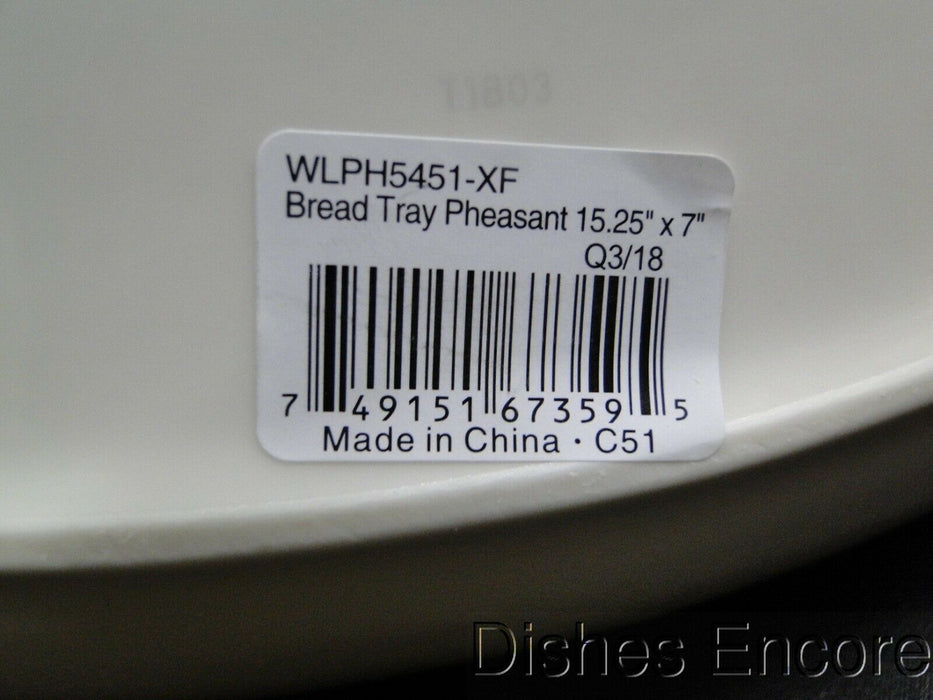 T1803
WLPH5451-XF
Bread Tray Pheasant 15.25" x 7"
Q3/18
7 49151 67359 5
Made in China · C51
Dishes Encore